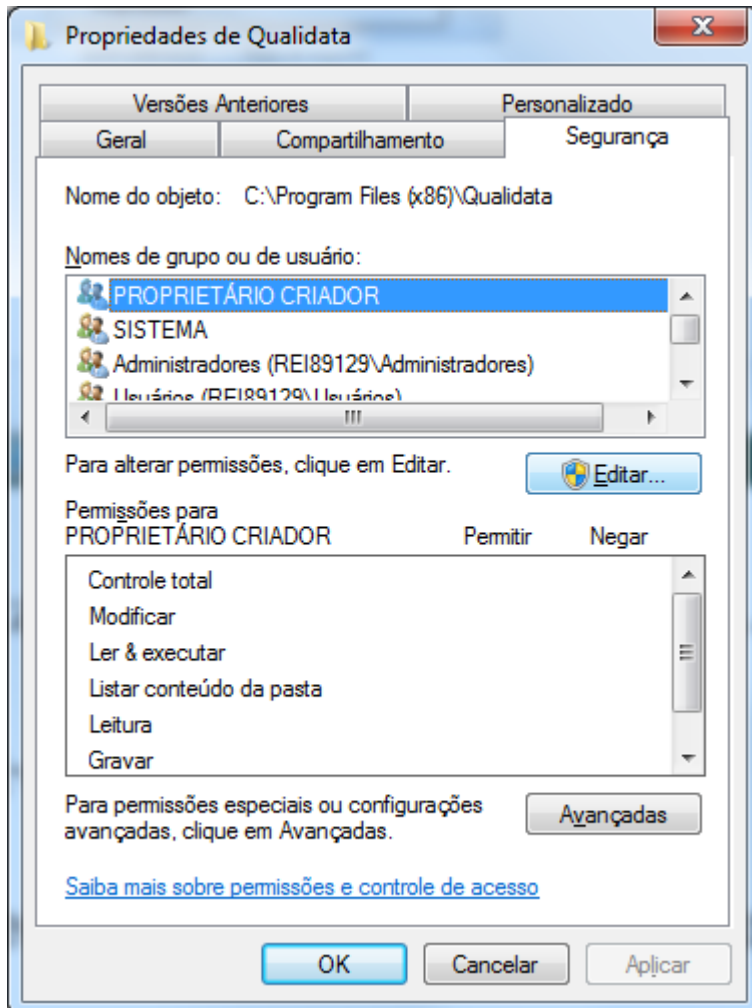 Propriedades de Qualidata
Versões Anteriores Personalizado
Geral Compartilhamento Segurança
Nome do objeto: C:\Program Files (x86)\Qualidata
Nomes de grupo ou de usuário:
PROPRIETÁRIO CRIADOR
SISTEMA
Administradores (REI89129\Administradores)
Usuários (REI89129\Usuários)
Para alterar permissões, clique em Editar.
Editar...
Permissões para
PROPRIETÁRIO CRIADOR Permitir Negar
Controle total
Modificar
Ler & executar
Listar conteúdo da pasta
Leitura
Gravar
Para permissões especiais ou configurações
avançadas, clique em Avançadas.
Avançadas
Saiba mais sobre permissões e controle de acesso
OK Cancelar Aplicar